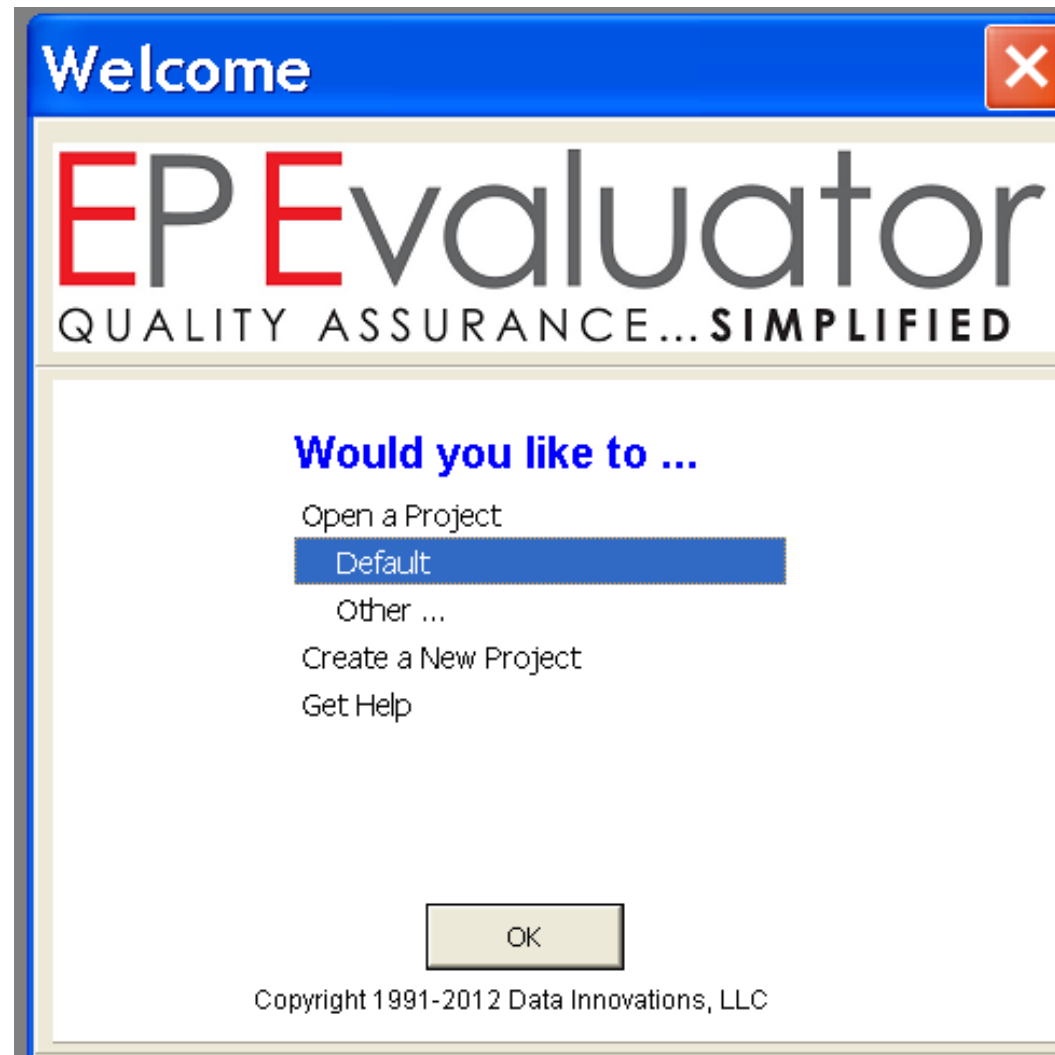 Welcome
EP Evaluator
QUALITY ASSURANCE...SIMPLIFIED
Would you like to ...
Open a Project
Default
Other ...
Create a New Project
Get Help
OK
Copyright 1991-2012 Data Innovations, LLC